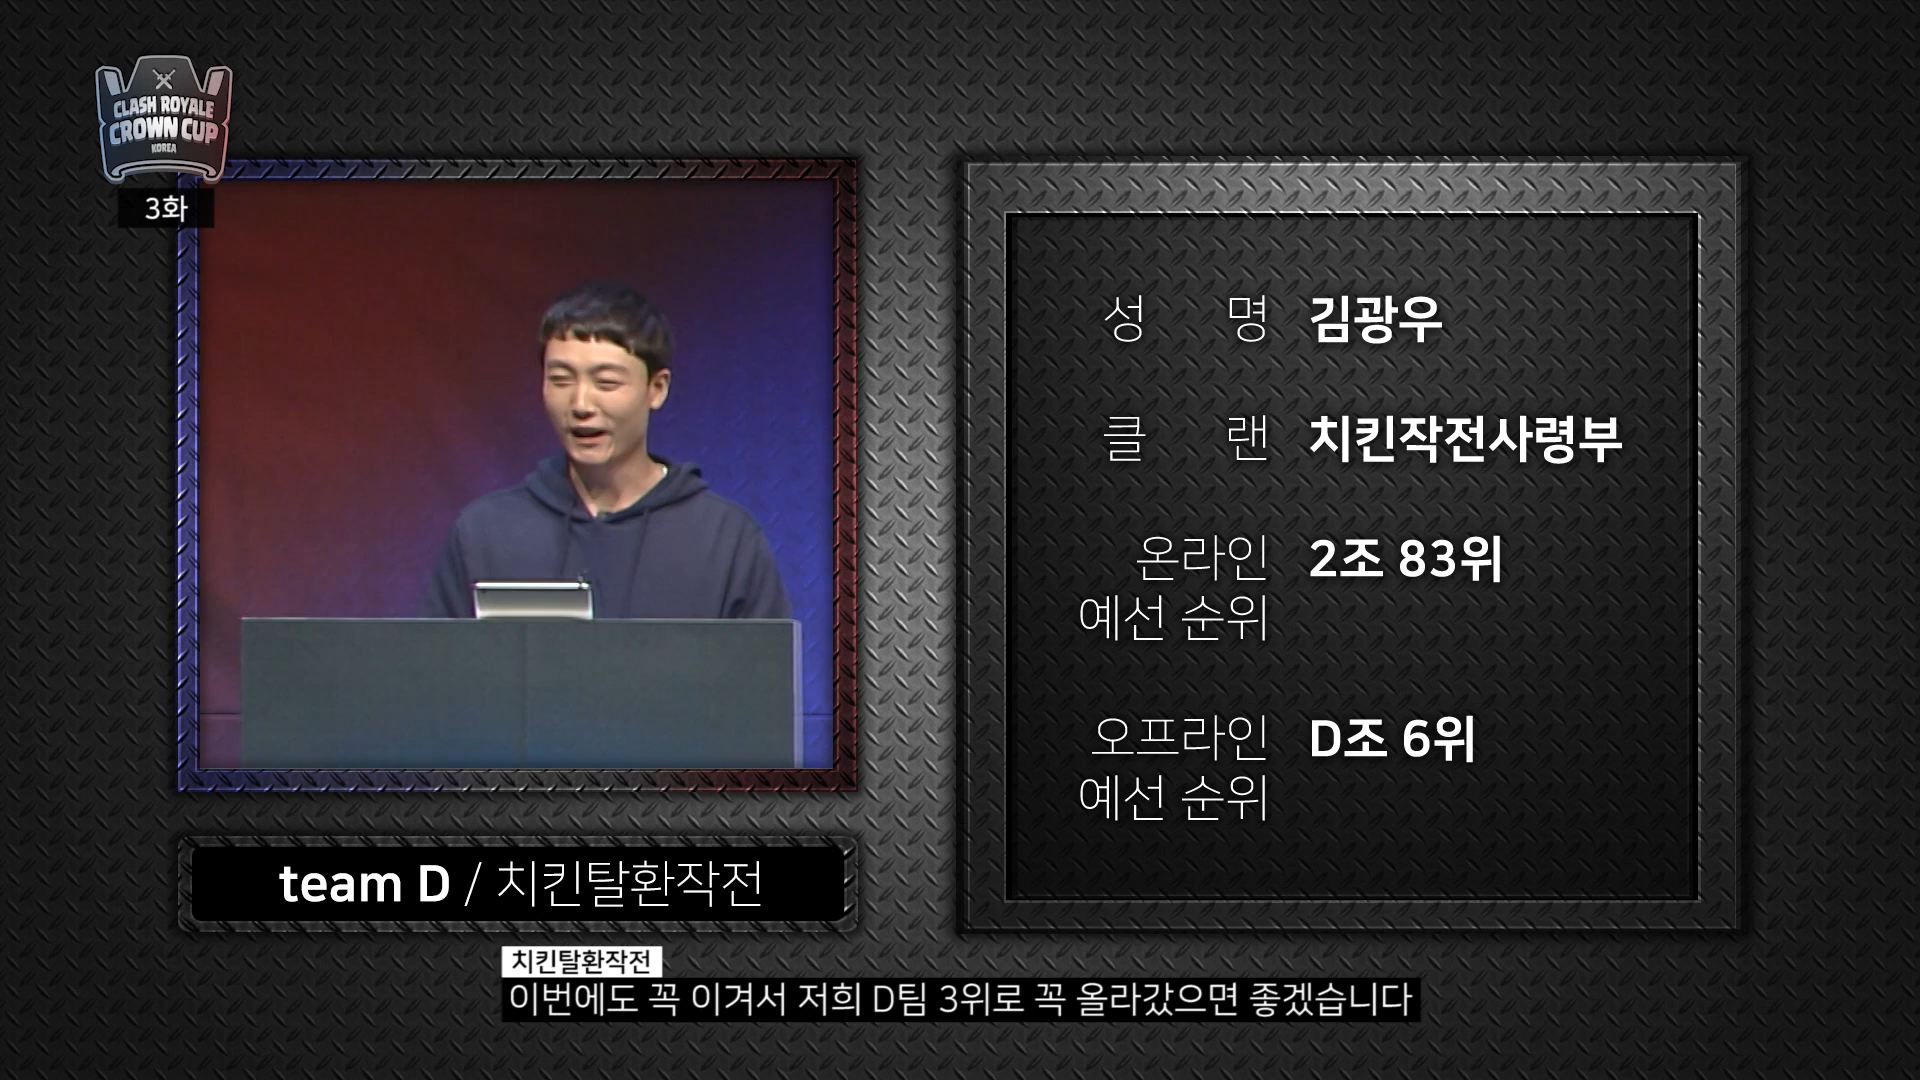 CLASH ROYALE
CROWN CUP
KOREA
3화
성 명 김광우
클 랜 치킨작전사령부
온라인 2조 83위
예선 순위
오프라인 D조 6위
예선 순위
team D / 치킨탈환작전
치킨탈환작전
이번에도 꼭 이겨서 저희 D팀 3위로 꼭 올라갔으면 좋겠습니다